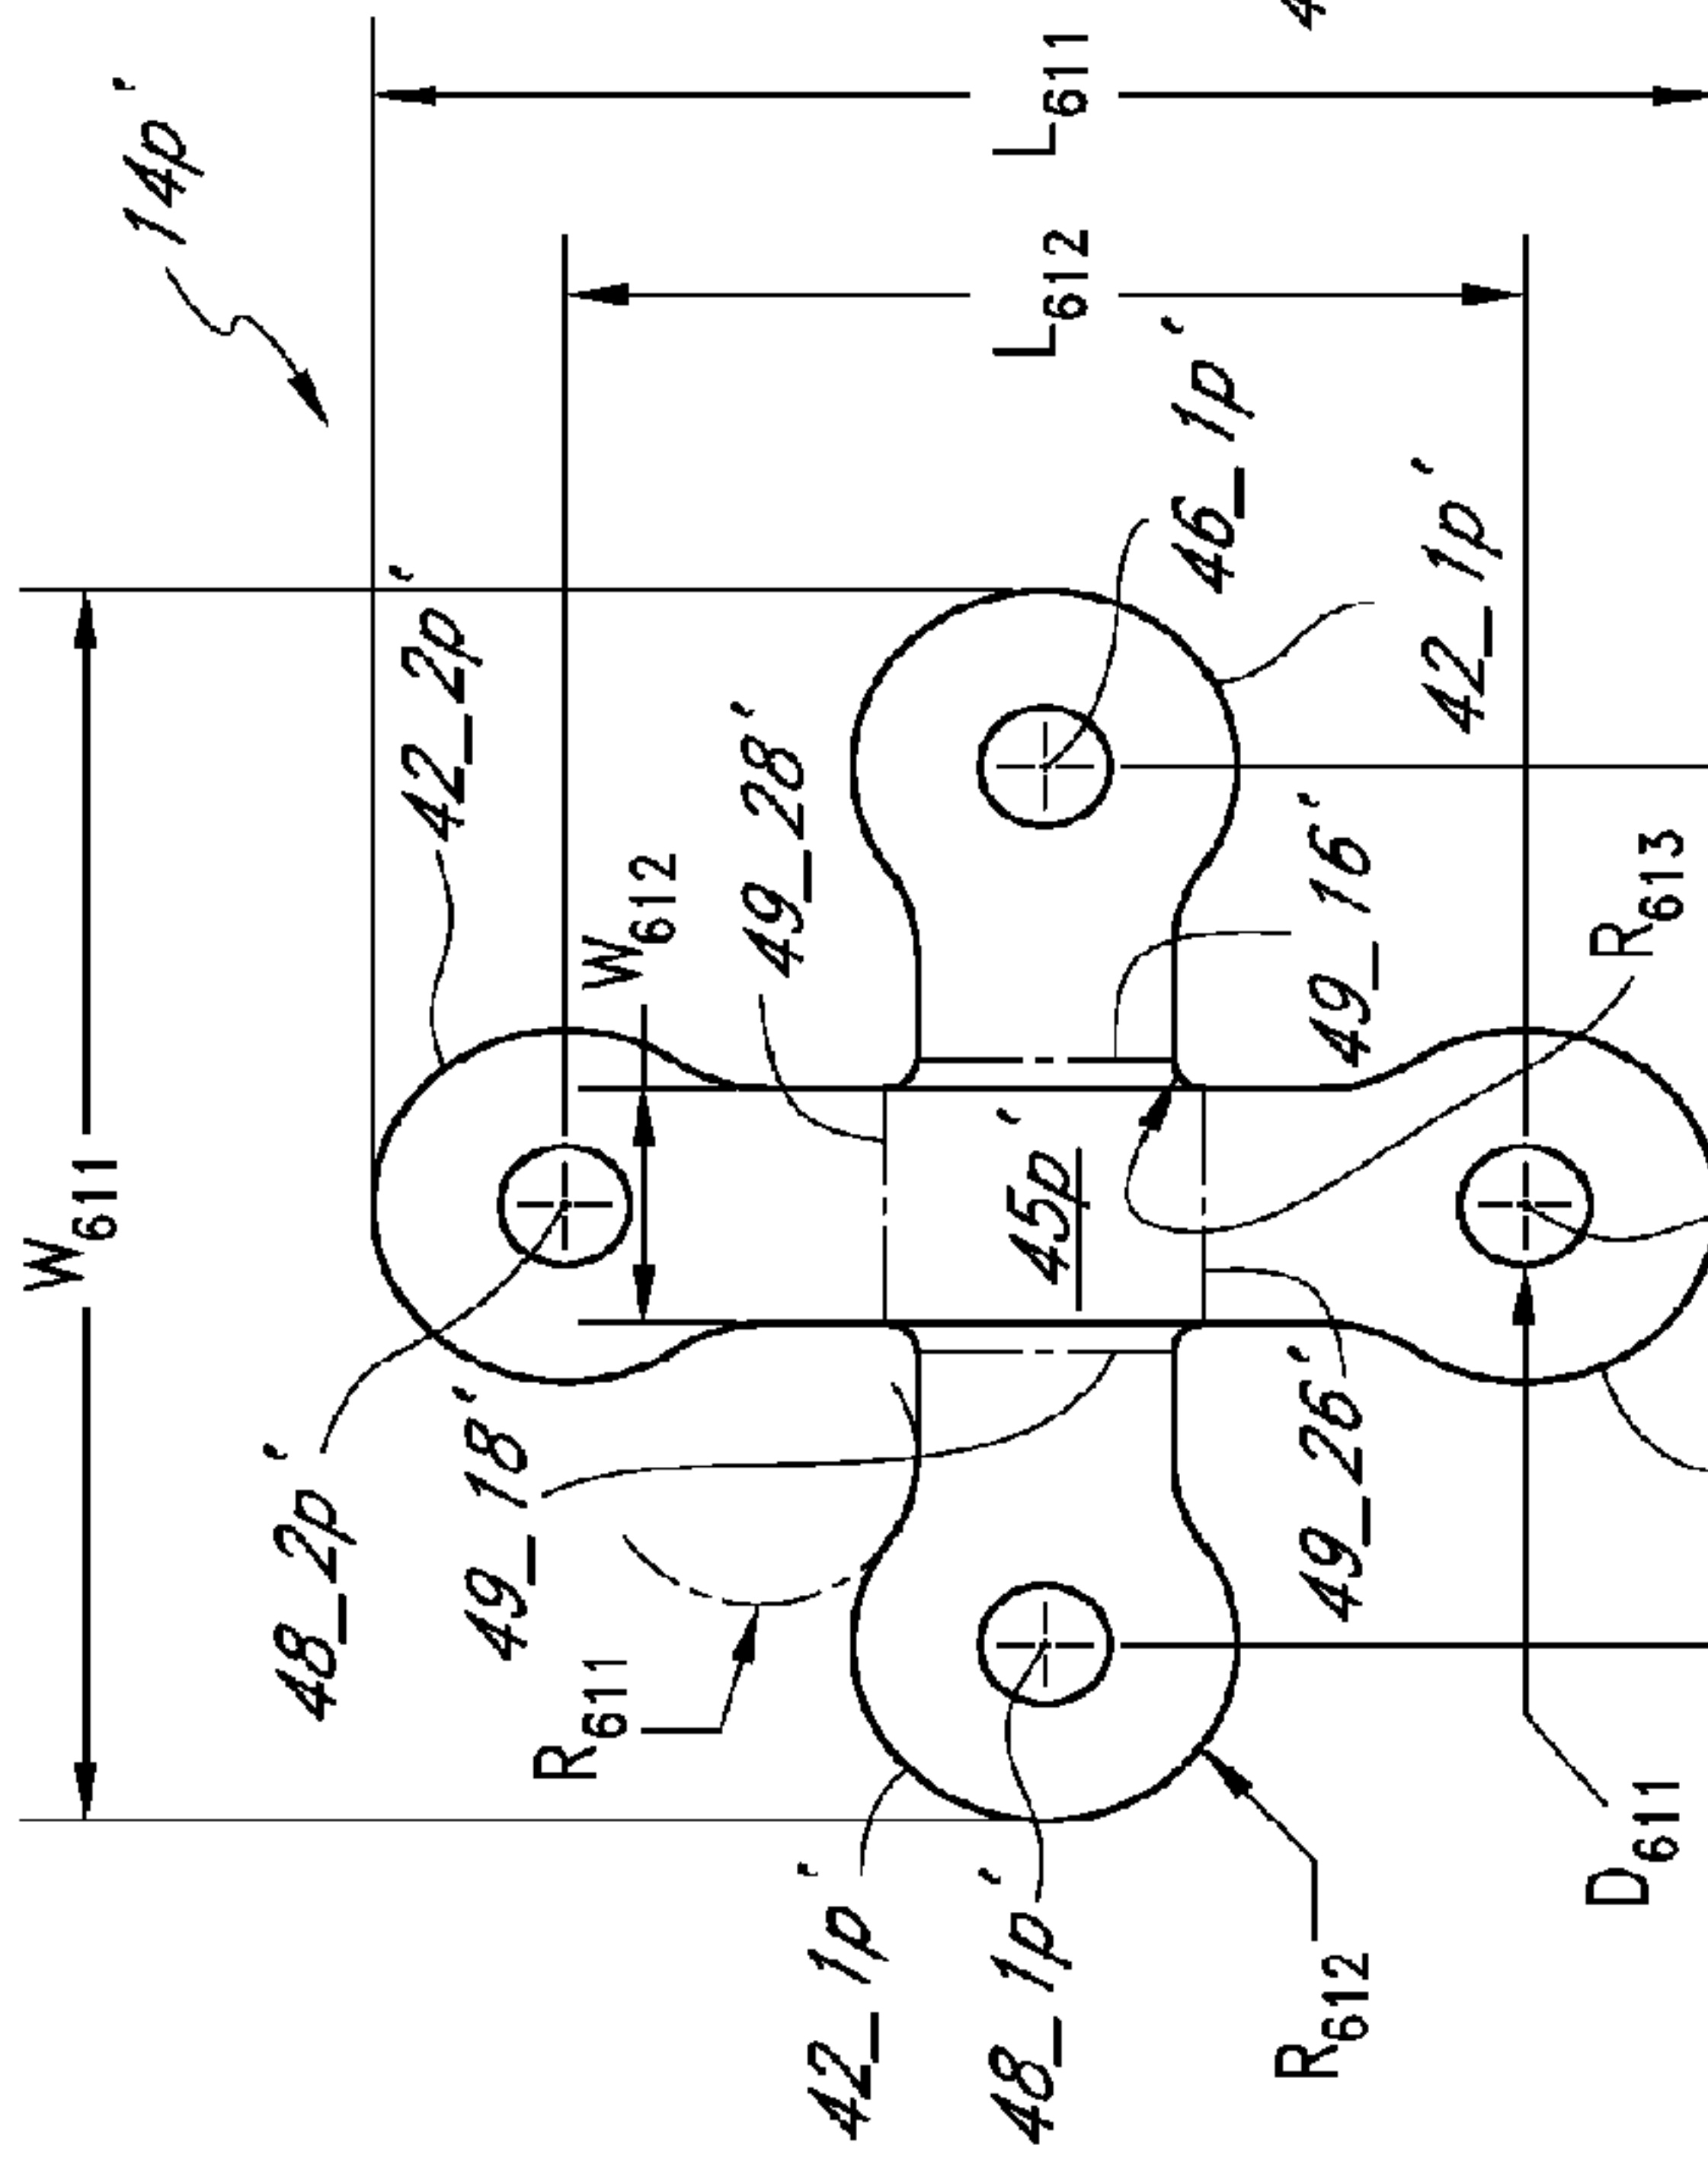 14p'
L₆₁₁
L₆₁₂
46_1p'
42_1p'
42_2p'
W₆₁₂
49_28'
49_16'
R₆₁₃
W₆₁₁
45p'
48_2p'
49_18'
49_26'
R₆₁₁
D₆₁₁
42_1p'
48_1p'
R₆₁₂